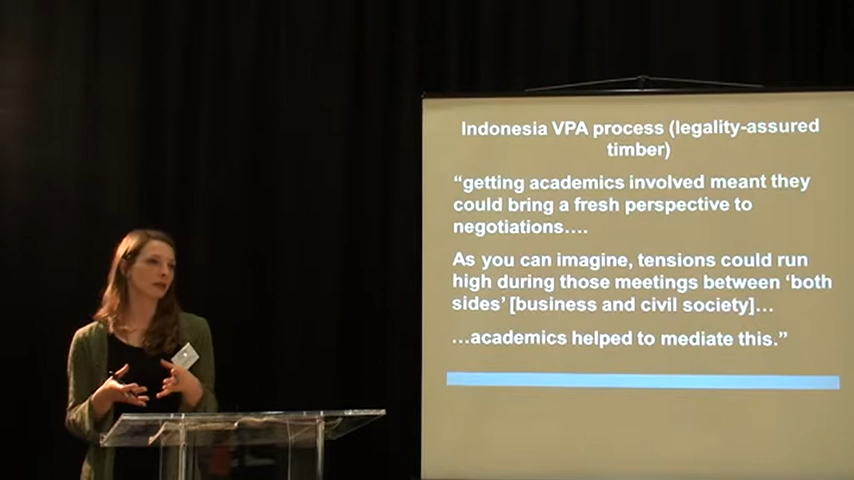 Indonesia VPA process (legality-assured
timber)
“getting academics involved meant they
could bring a fresh perspective to
negotiations….
As you can imagine, tensions could run
high during those meetings between ‘both
sides’ [business and civil society]…
…academics helped to mediate this.”